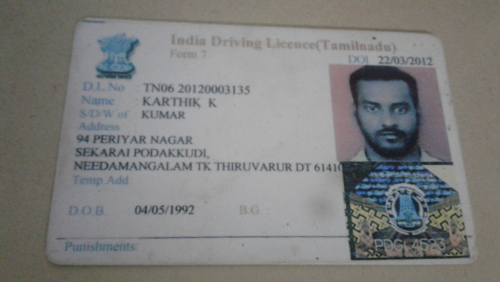 India Driving Licence(Tamilnadu)
Form 7
DOI 22/03/2012
D.L.No : TN06 20120003135
Name KARTHIK K
S/D/W of KUMAR
Address
94 PERIYAR NAGAR
SEKARAI PODAKKUDI,
NEEDAMANGALAM TK THIRUVARUR DT 61410
Temp.Add
D.O.B. 04/05/1992 B.G.
Punishments: